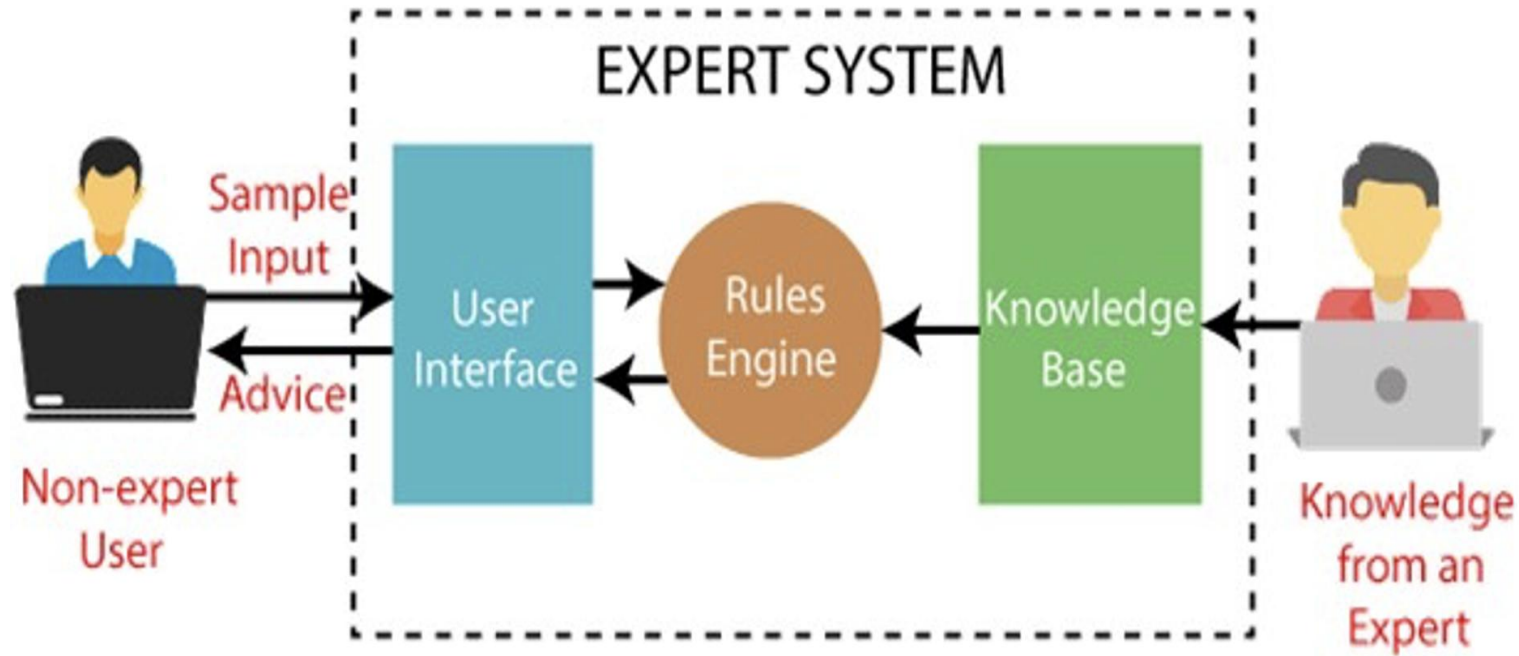 EXPERT SYSTEM
Sample
Input
Advice
Non-expert
User
User
Interface
Rules
Engine
Knowledge
Base
Knowledge
from an
Expert